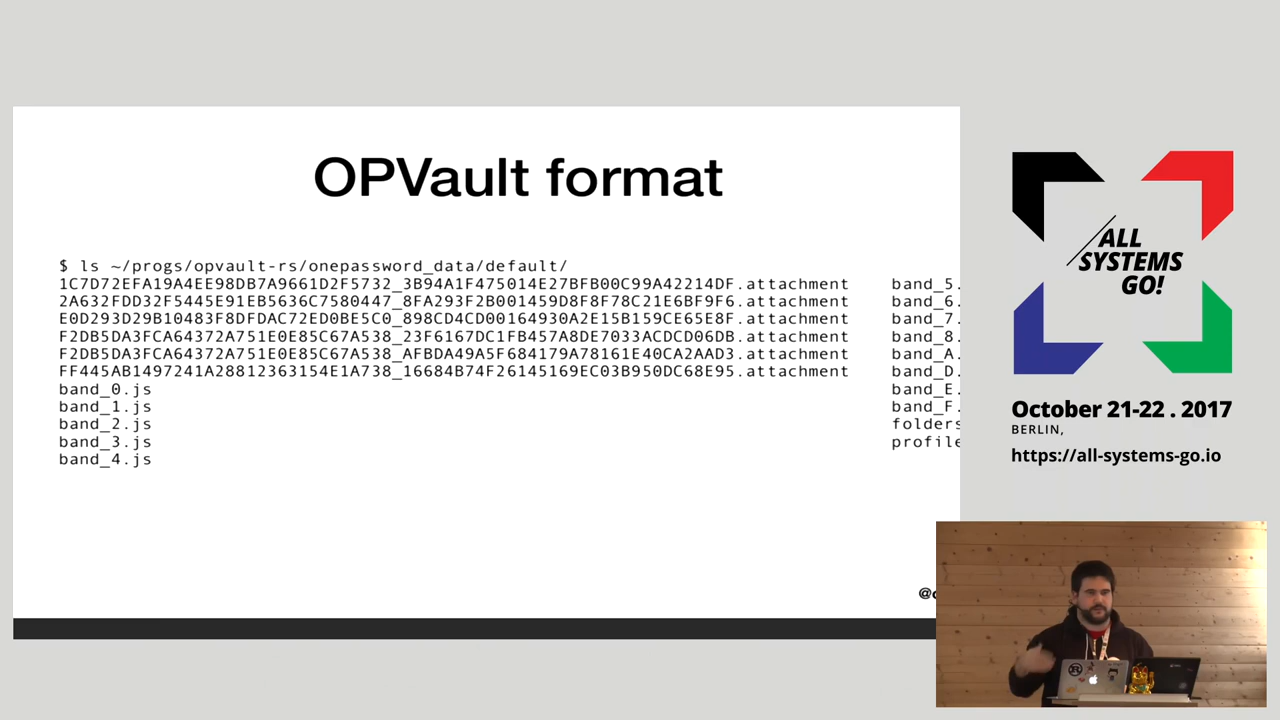 OPVault format
$ ls ~/progs/opvault-rs/onepassword_data/default/
1C7D72EFA19A4EE98DB7A9661D2F5732_3B94A1F475014E27BFB00C99A42214DF.attachment band_5.
2A632FDD32F5445E91EB5636C7580447_8FA293F2B001459D8F8F78C21E6BF9F6.attachment band_6.
E0D293D29B10483F8DFDAC72ED0BE5C0_898CD4CD00164930A2E15B159CE65E8F.attachment band_7.
F2DB5DA3FCA64372A751E0E85C67A538_23F6167DC1FB457A8DE7033ACDCD06DB.attachment band_8.
F2DB5DA3FCA64372A751E0E85C67A538_AFBDA49A5F684179A78161E40CA2AAD3.attachment band_A.
FF445AB1497241A28812363154E1A738_16684B74F26145169EC03B950DC68E95.attachment band_D.
band_0.js band_E.
band_1.js band_F.
band_2.js folders
band_3.js profile
band_4.js
ALL
SYSTEMS
GO!
October 21-22 . 2017
BERLIN,
https://all-systems-go.io